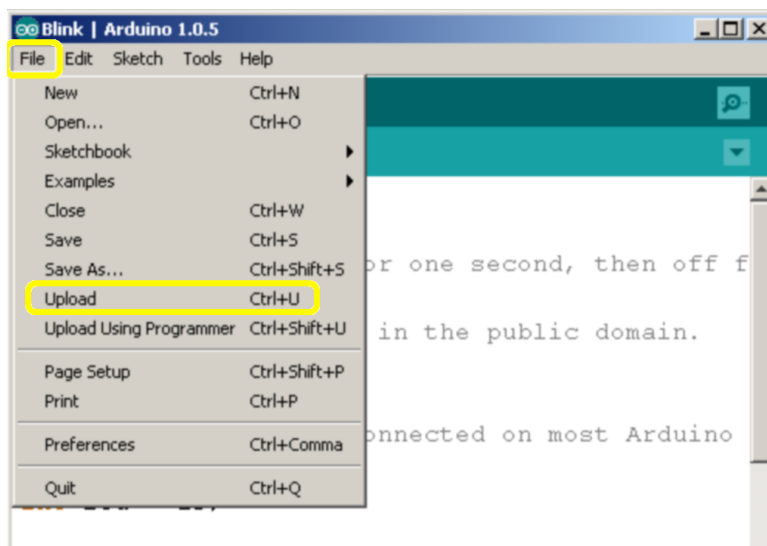 Blink | Arduino 1.0.5
File Edit Sketch Tools Help
New Ctrl+N
Open... Ctrl+O
Sketchbook
Examples
Close Ctrl+W
Save Ctrl+S
Save As... Ctrl+Shift+S
or one second, then off f
Upload Ctrl+U
Upload Using Programmer Ctrl+Shift+U
in the public domain.
Page Setup Ctrl+Shift+P
Print Ctrl+P
Preferences Ctrl+Comma
onnected on most Arduino
Quit Ctrl+Q